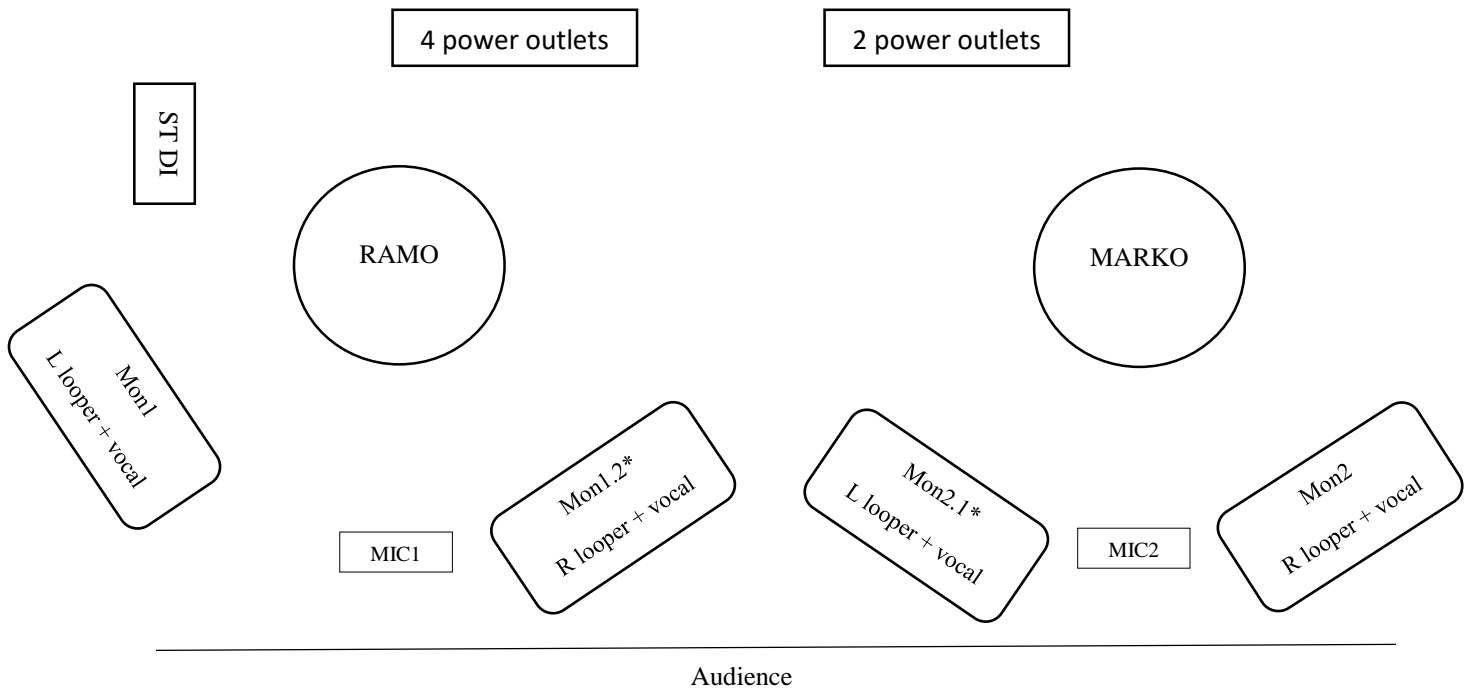 4 power outlets
2 power outlets
ST DI
RAMO
MARKO
Mon1
L looper + vocal
Mon1.2*
R looper + vocal
Mon2.1*
L looper + vocal
Mon2
R looper + vocal
MIC1
MIC2
Audience